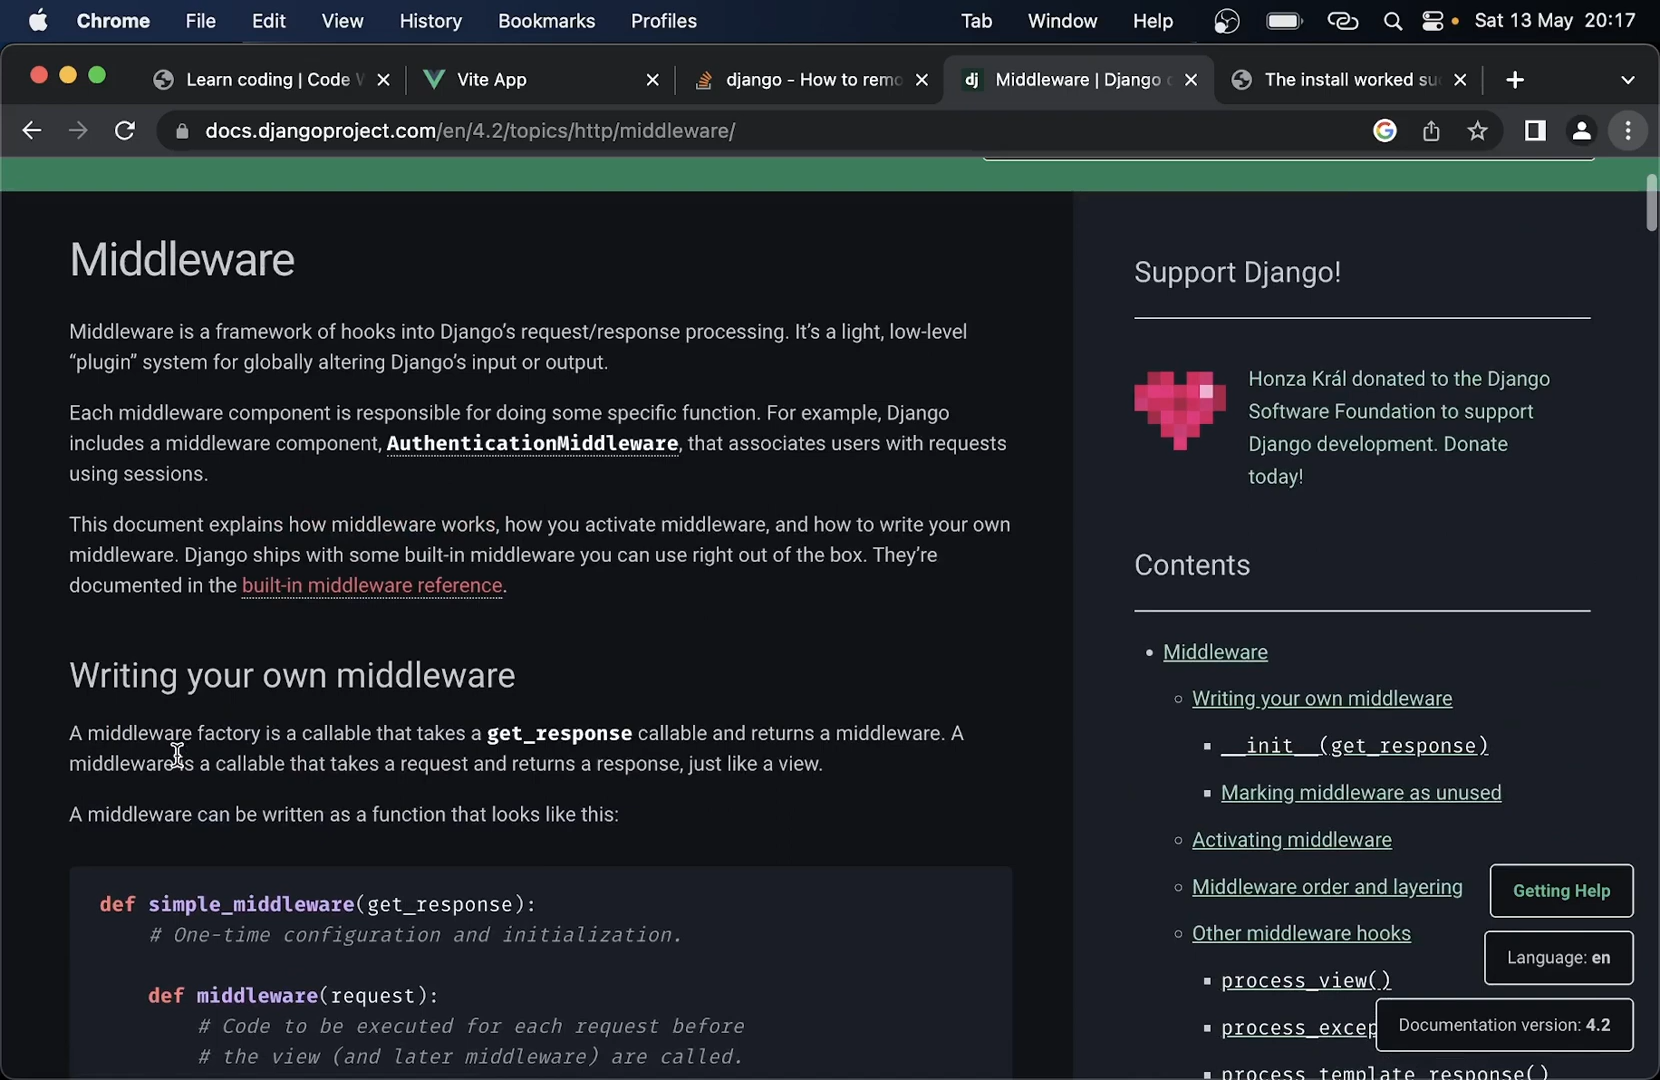 Chrome File Edit View History Bookmarks Profiles Tab Window Help Sat 13 May 20:17
Learn coding | Code Vite App django - How to remo Middleware | Django The install worked su
docs.djangoproject.com/en/4.2/topics/http/middleware/
Middleware
Middleware is a framework of hooks into Django’s request/response processing. It’s a light, low-level
“plugin” system for globally altering Django’s input or output.
Each middleware component is responsible for doing some specific function. For example, Django
includes a middleware component, AuthenticationMiddleware, that associates users with requests
using sessions.
This document explains how middleware works, how you activate middleware, and how to write your own
middleware. Django ships with some built-in middleware you can use right out of the box. They’re
documented in the built-in middleware reference.
Writing your own middleware
A middleware factory is a callable that takes a get_response callable and returns a middleware. A
middleware is a callable that takes a request and returns a response, just like a view.
A middleware can be written as a function that looks like this:
def simple_middleware(get_response):
# One-time configuration and initialization.
def middleware(request):
# Code to be executed for each request before
# the view (and later middleware) are called.
Support Django!
Honza Král donated to the Django
Software Foundation to support
Django development. Donate
today!
Contents
Middleware
Writing your own middleware
__init__(get_response)
Marking middleware as unused
Activating middleware
Middleware order and layering
Other middleware hooks
process_view()
process_excep
process_template_response()
Getting Help
Language: en
Documentation version: 4.2